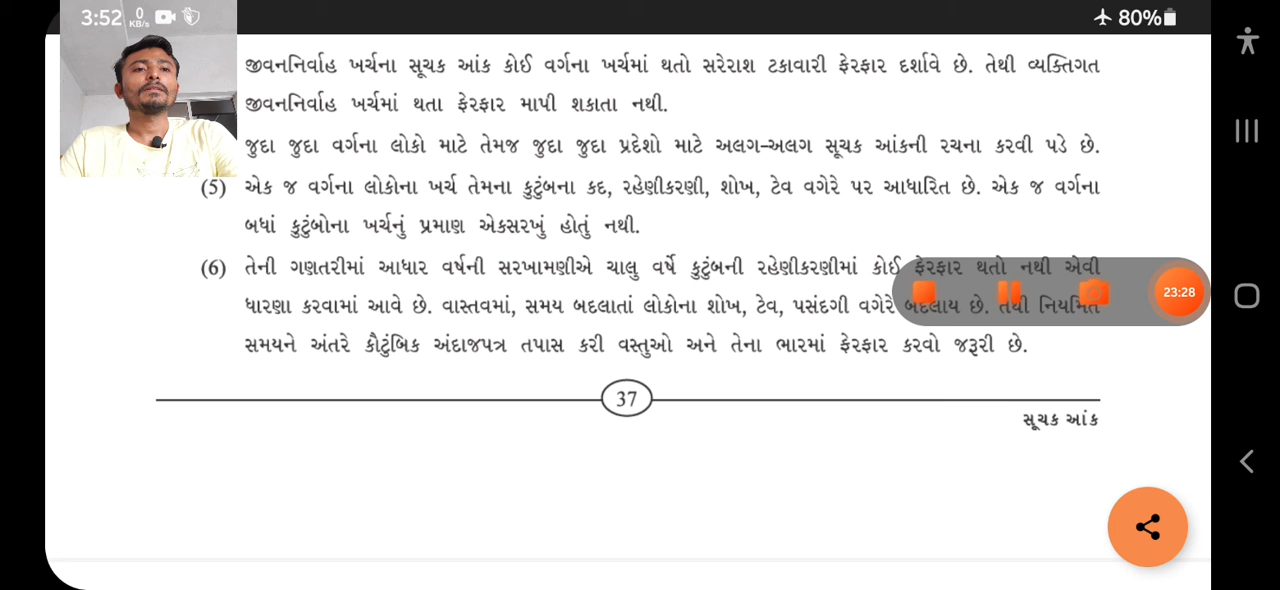 3:52 0 KB/s 80%
જીવનનિર્વાહ ખર્ચના સૂચક આંક કોઈ વર્ગના ખર્ચમાં થતો સરેરાશ ટકાવારી ફેરફાર દર્શાવે છે. તેથી વ્યક્તિગત
જીવનનિર્વાહ ખર્ચમાં થતા ફેરફાર માપી શકાતા નથી.
જુદા જુદા વર્ગના લોકો માટે તેમજ જુદા જુદા પ્રદેશો માટે અલગ-અલગ સૂચક આંકની રચના કરવી પડે છે.
(5) એક જ વર્ગના લોકોના ખર્ચ તેમના કુટુંબના કદ, રહેણીકરણી, શોખ, ટેવ વગેરે પર આધારિત છે. એક જ વર્ગના
બધાં કુટુંબોના ખર્ચનું પ્રમાણ એકસરખું હોતું નથી.
(6) તેની ગણતરીમાં આધાર વર્ષની સરખામણીએ ચાલુ વર્ષે કુટુંબની રહેણીકરણીમાં કોઈ ફેરફાર થતો નથી એવી
ધારણા કરવામાં આવે છે. વાસ્તવમાં, સમય બદલાતાં લોકોના શોખ, ટેવ, પસંદગી વગેરે બદલાય છે. તેથી નિયમિત
23:28
સમયને અંતરે કૌટુંબિક અંદાજપત્ર તપાસ કરી વસ્તુઓ અને તેના ભારમાં ફેરફાર કરવો જરૂરી છે.
37
સૂચક આંક